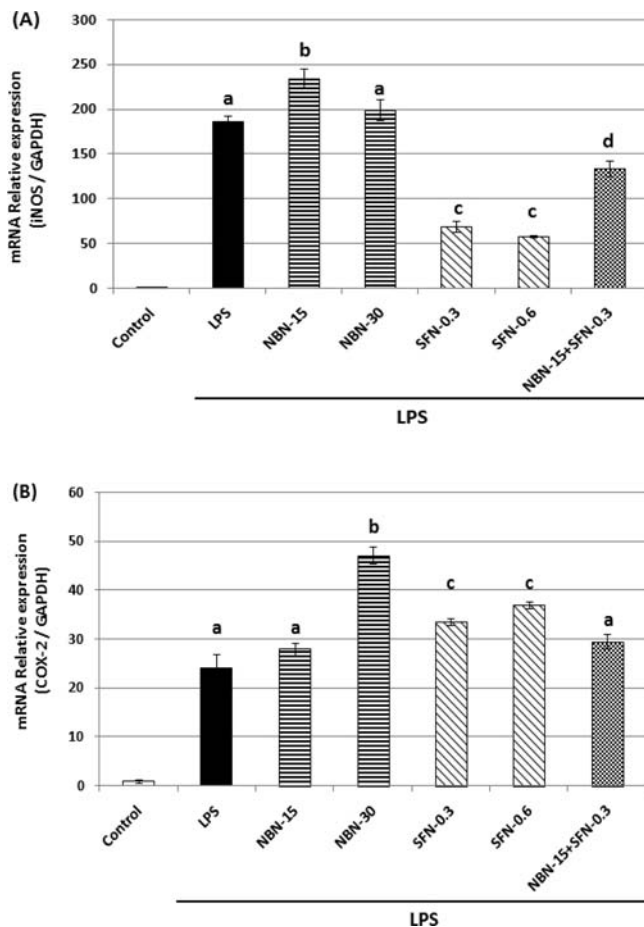 (A)
mRNA Relative expression
(iNOS / GAPDH)
300
250
200
150
100
50
0
a
b
a
c
c
d
Control
LPS
NBN-15
NBN-30
SFN-0.3
SFN-0.6
NBN-15+SFN-0.3
LPS
(B)
mRNA Relative expression
(COX-2 / GAPDH)
60
50
40
30
20
10
0
a
a
b
c
c
a
Control
LPS
NBN-15
NBN-30
SFN-0.3
SFN-0.6
NBN-15+SFN-0.3
LPS